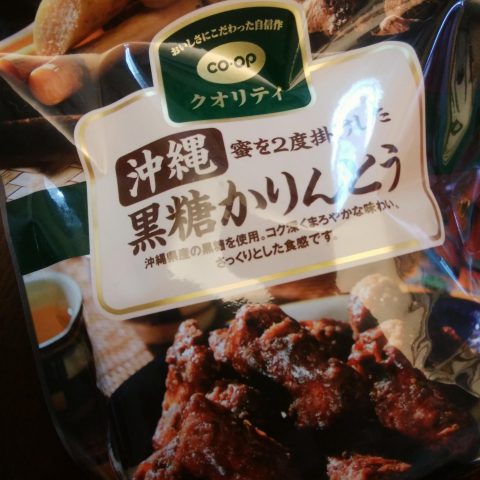 おいしさにこだわった自信作
co-op
クオリティ
沖縄
蜜を2度掛けした
黒糖かりんとう
沖縄県産の黒糖を使用。コク深くまろやかな味わい。
さっくりとした食感です。